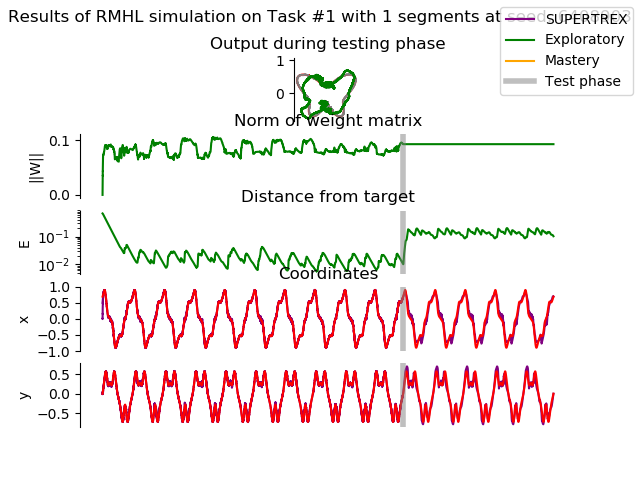 Results of RMHL simulation on Task #1 with 1 segments at
SUPERTREX
Exploratory
Mastery
Test phase
Output during testing phase
1
0
Norm of weight matrix
||W||
0.1
0.0
Distance from target
E
10⁻¹
10⁻²
Coordinates
x
1.0
0.5
0.0
−0.5
−1.0
y
0.5
0.0
−0.5